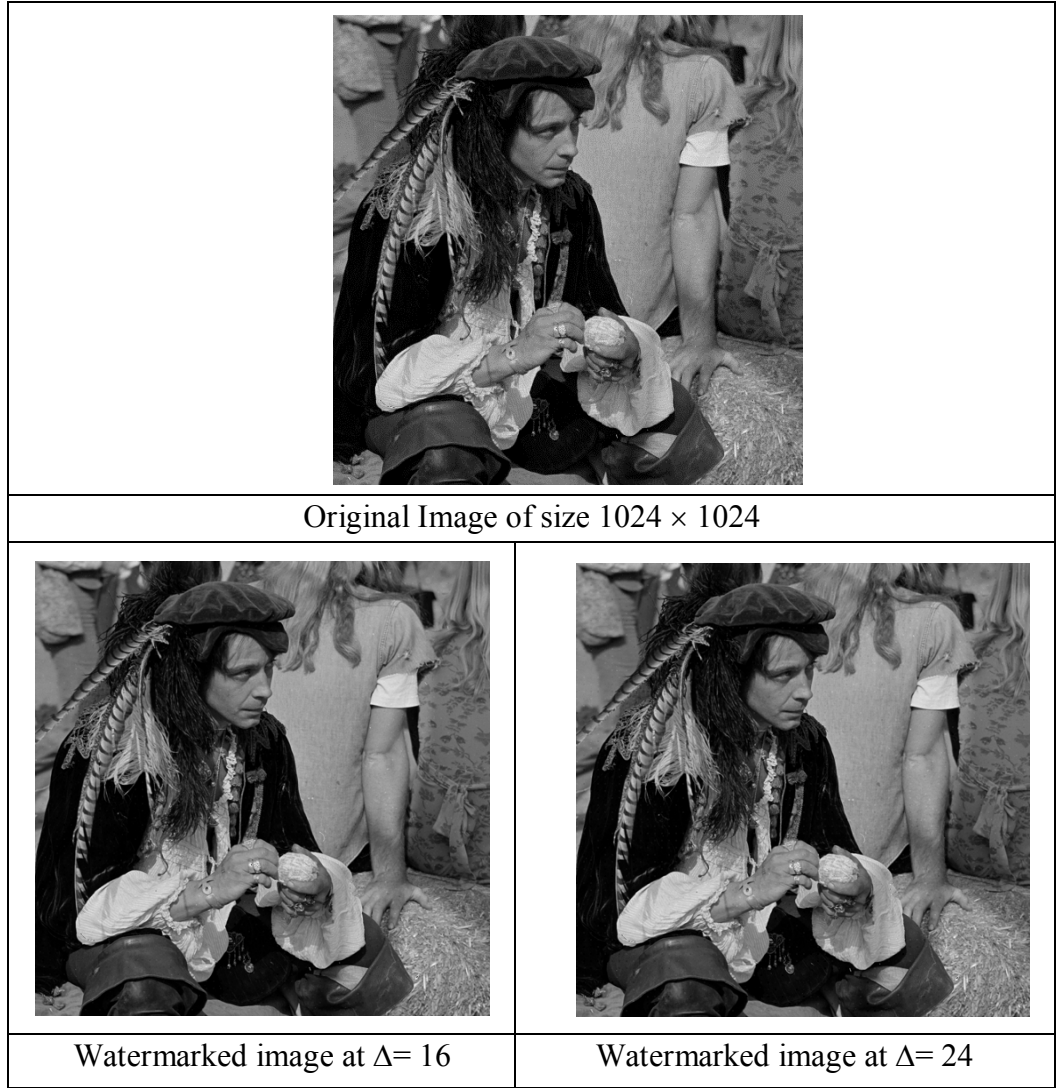 Original Image of size 1024 × 1024
Watermarked image at Δ= 16
Watermarked image at Δ= 24